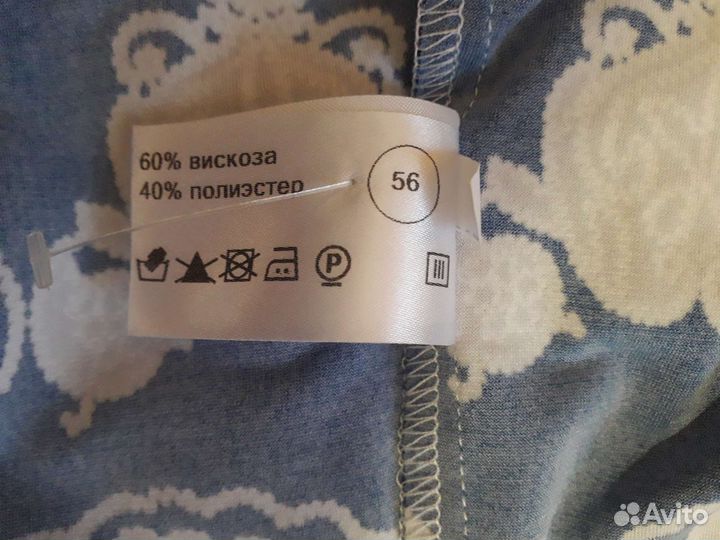 60% вискоза
40% полиэстер
56
P
Avito